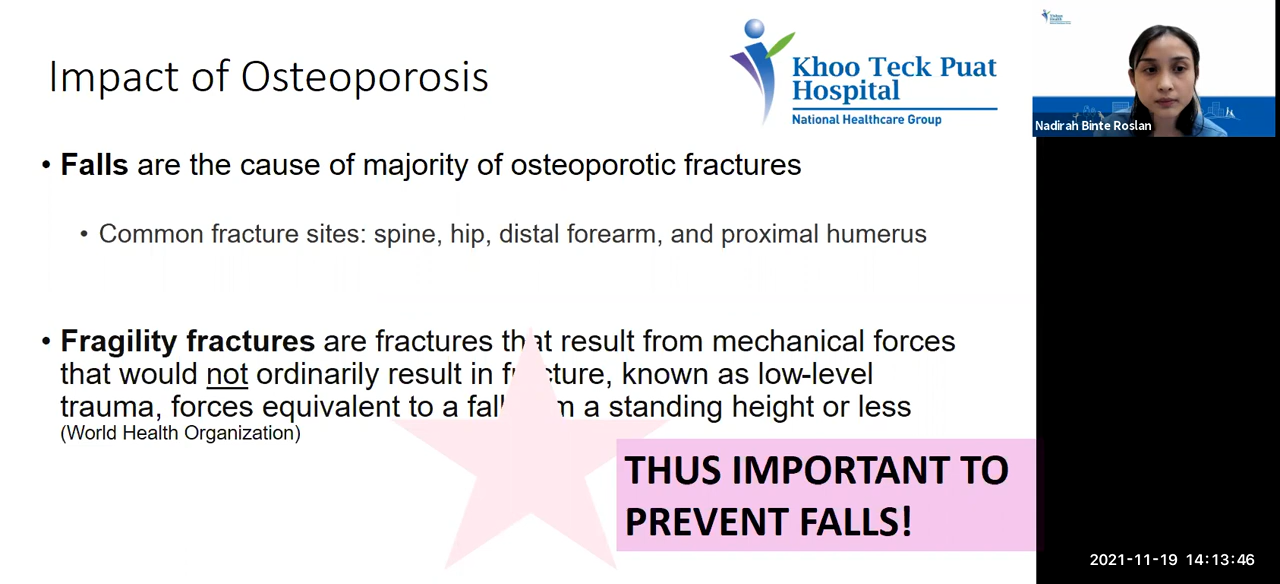 Impact of Osteoporosis
Khoo Teck Puat
Hospital
National Healthcare Group
Nadirah Binte Roslan
• Falls are the cause of majority of osteoporotic fractures
• Common fracture sites: spine, hip, distal forearm, and proximal humerus
• Fragility fractures are fractures that result from mechanical forces
that would not ordinarily result in fracture, known as low-level
trauma, forces equivalent to a fall a standing height or less
(World Health Organization)
THUS IMPORTANT TO
PREVENT FALLS!
2021-11-19 14:13:46